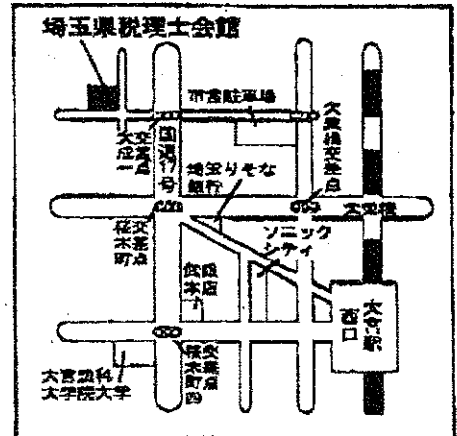 埼玉県税理士会館
市営駐車場
大成一
交差点
国道17号
埼玉りそな
銀行
大栄橋交差点
桜木町
交差点
大栄橋
ソニック
シティ
本店
大宮駅
西口
桜木町四
交差点
大宮歯科
大学院大学